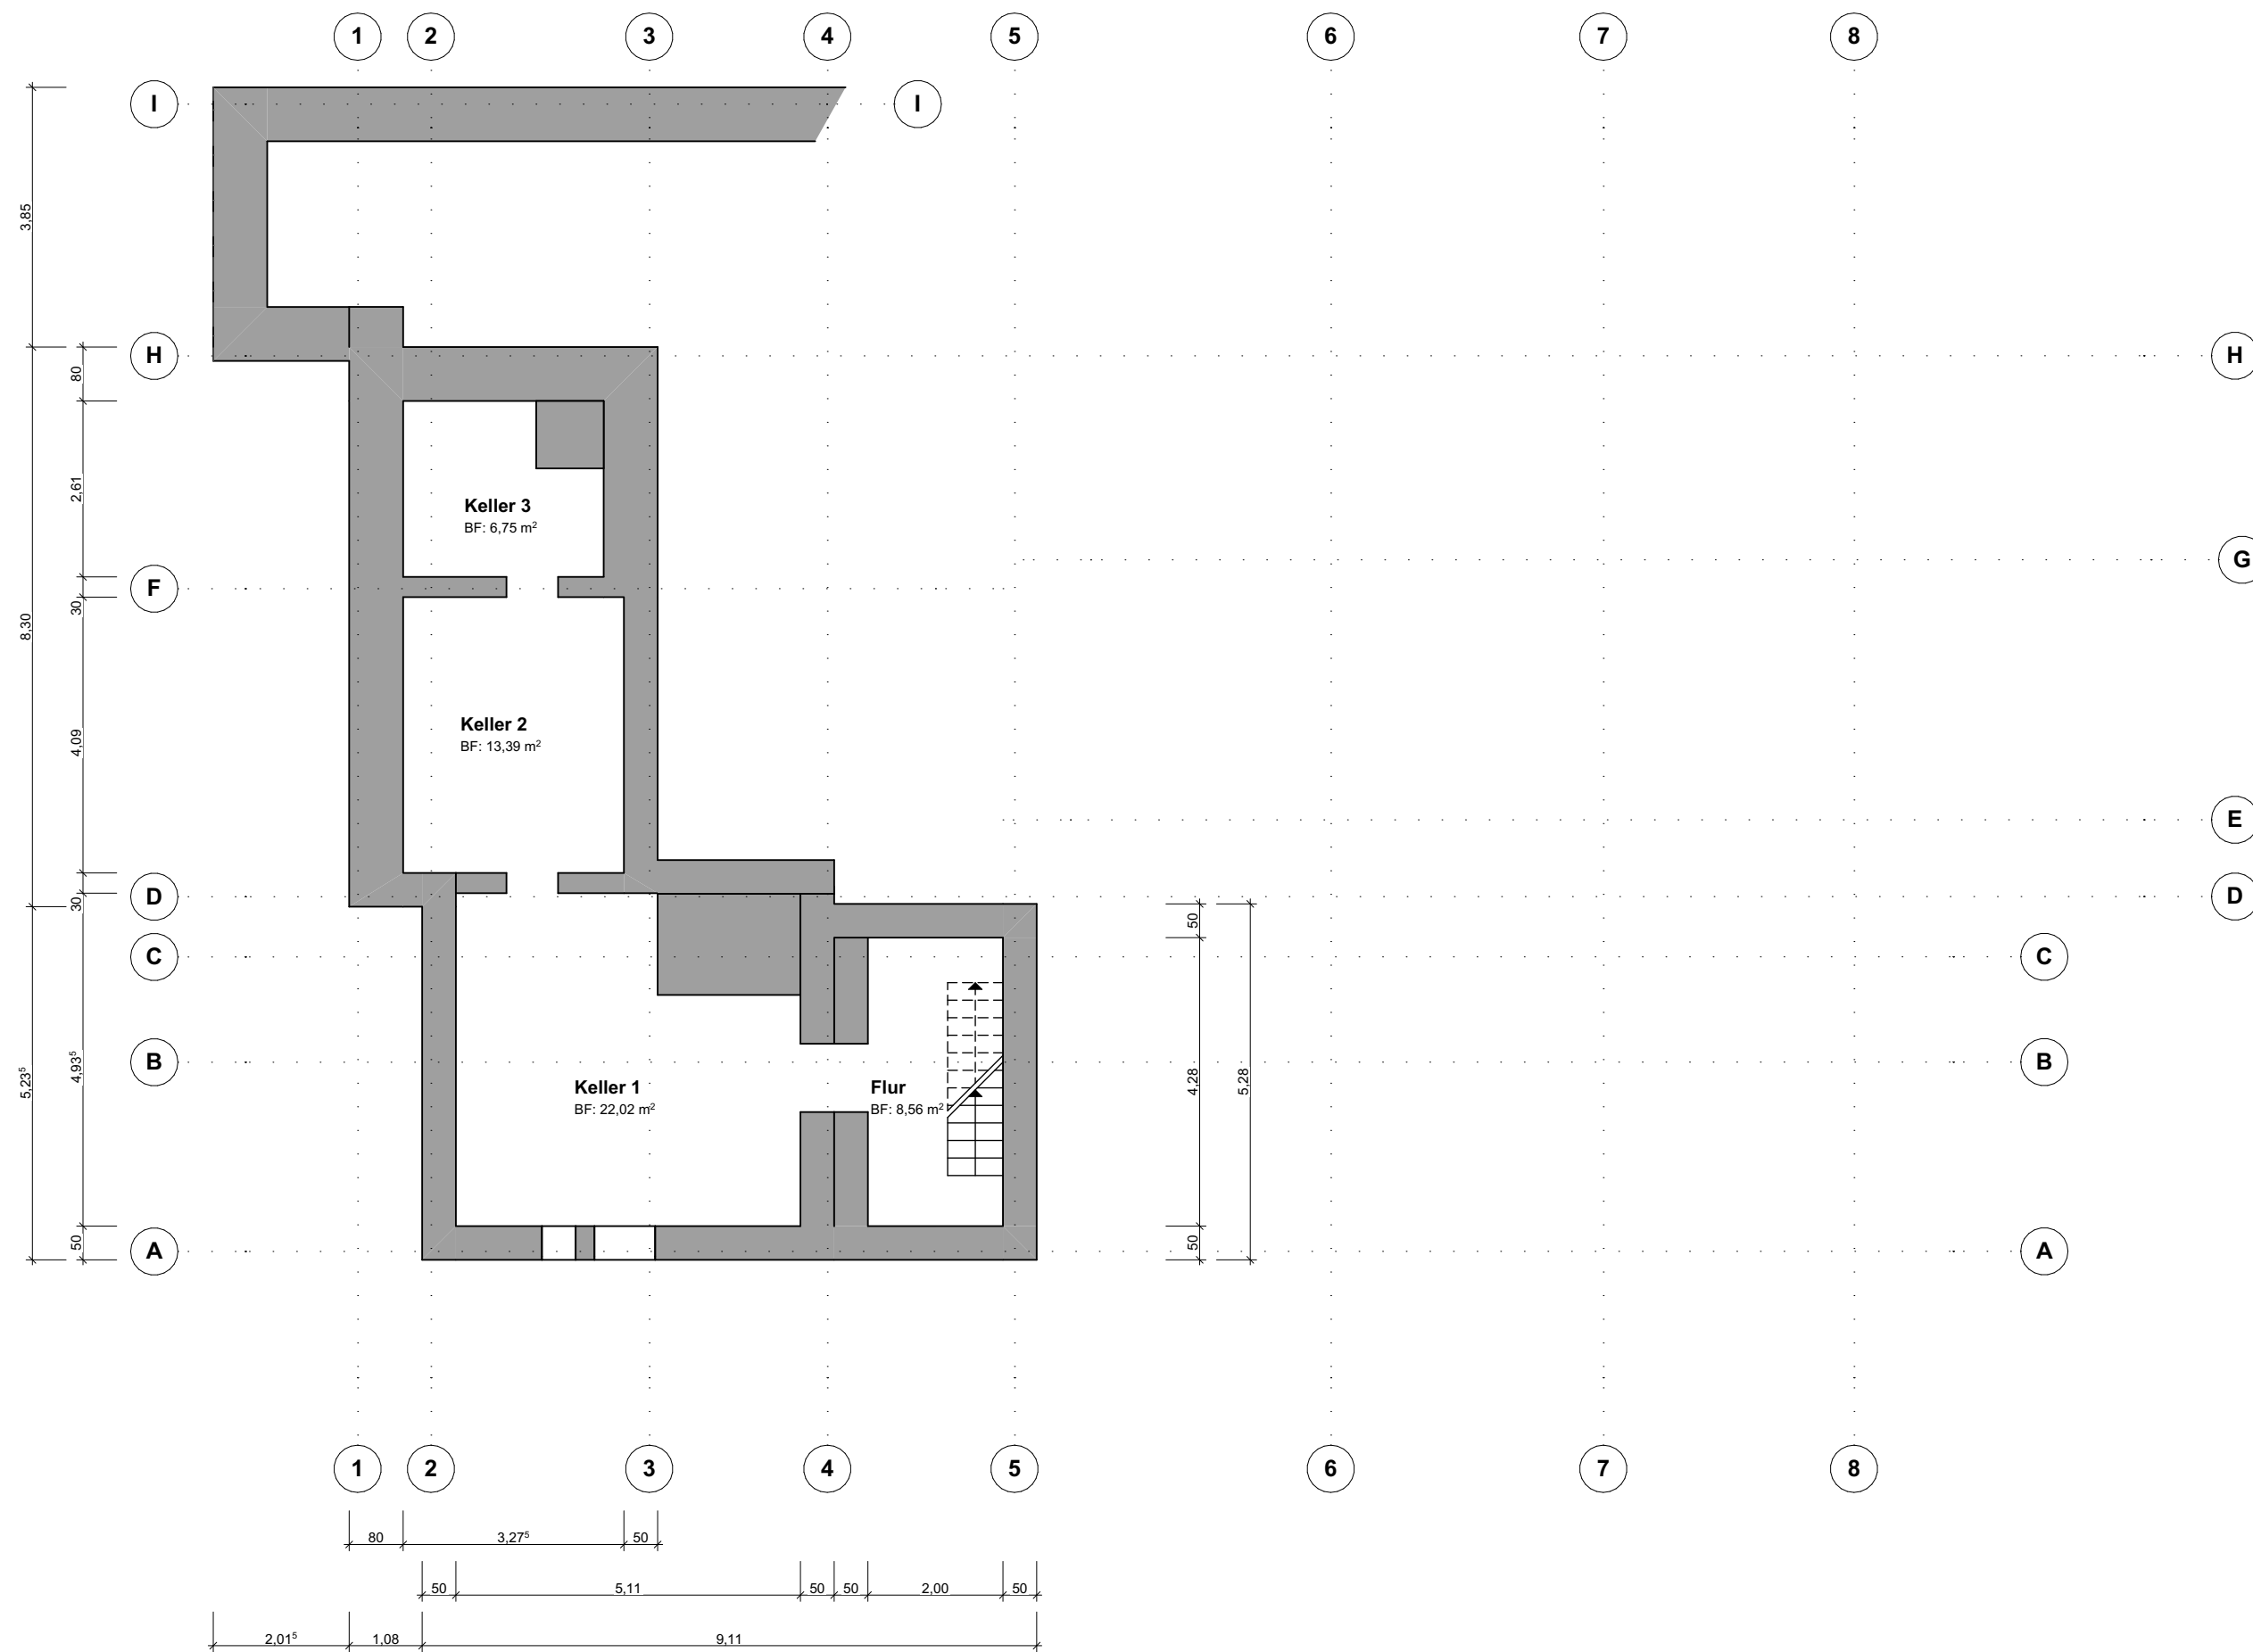 1 2 3 4 5 6 7 8
I I
3,85
H H
80
2,61
Keller 3
BF: 6,75 m²
G
F
30
8,30
Keller 2
BF: 13,39 m²
4,09
E
D D
30
50
C C
B B
4,93⁵
5,23⁵
Keller 1
BF: 22,02 m²
Flur
BF: 8,56 m²
4,28
5,28
A A
50
50
1 2 3 4 5 6 7 8
80 3,27⁵ 50
50 5,11 50 50 2,00 50
2,01⁵ 1,08 9,11